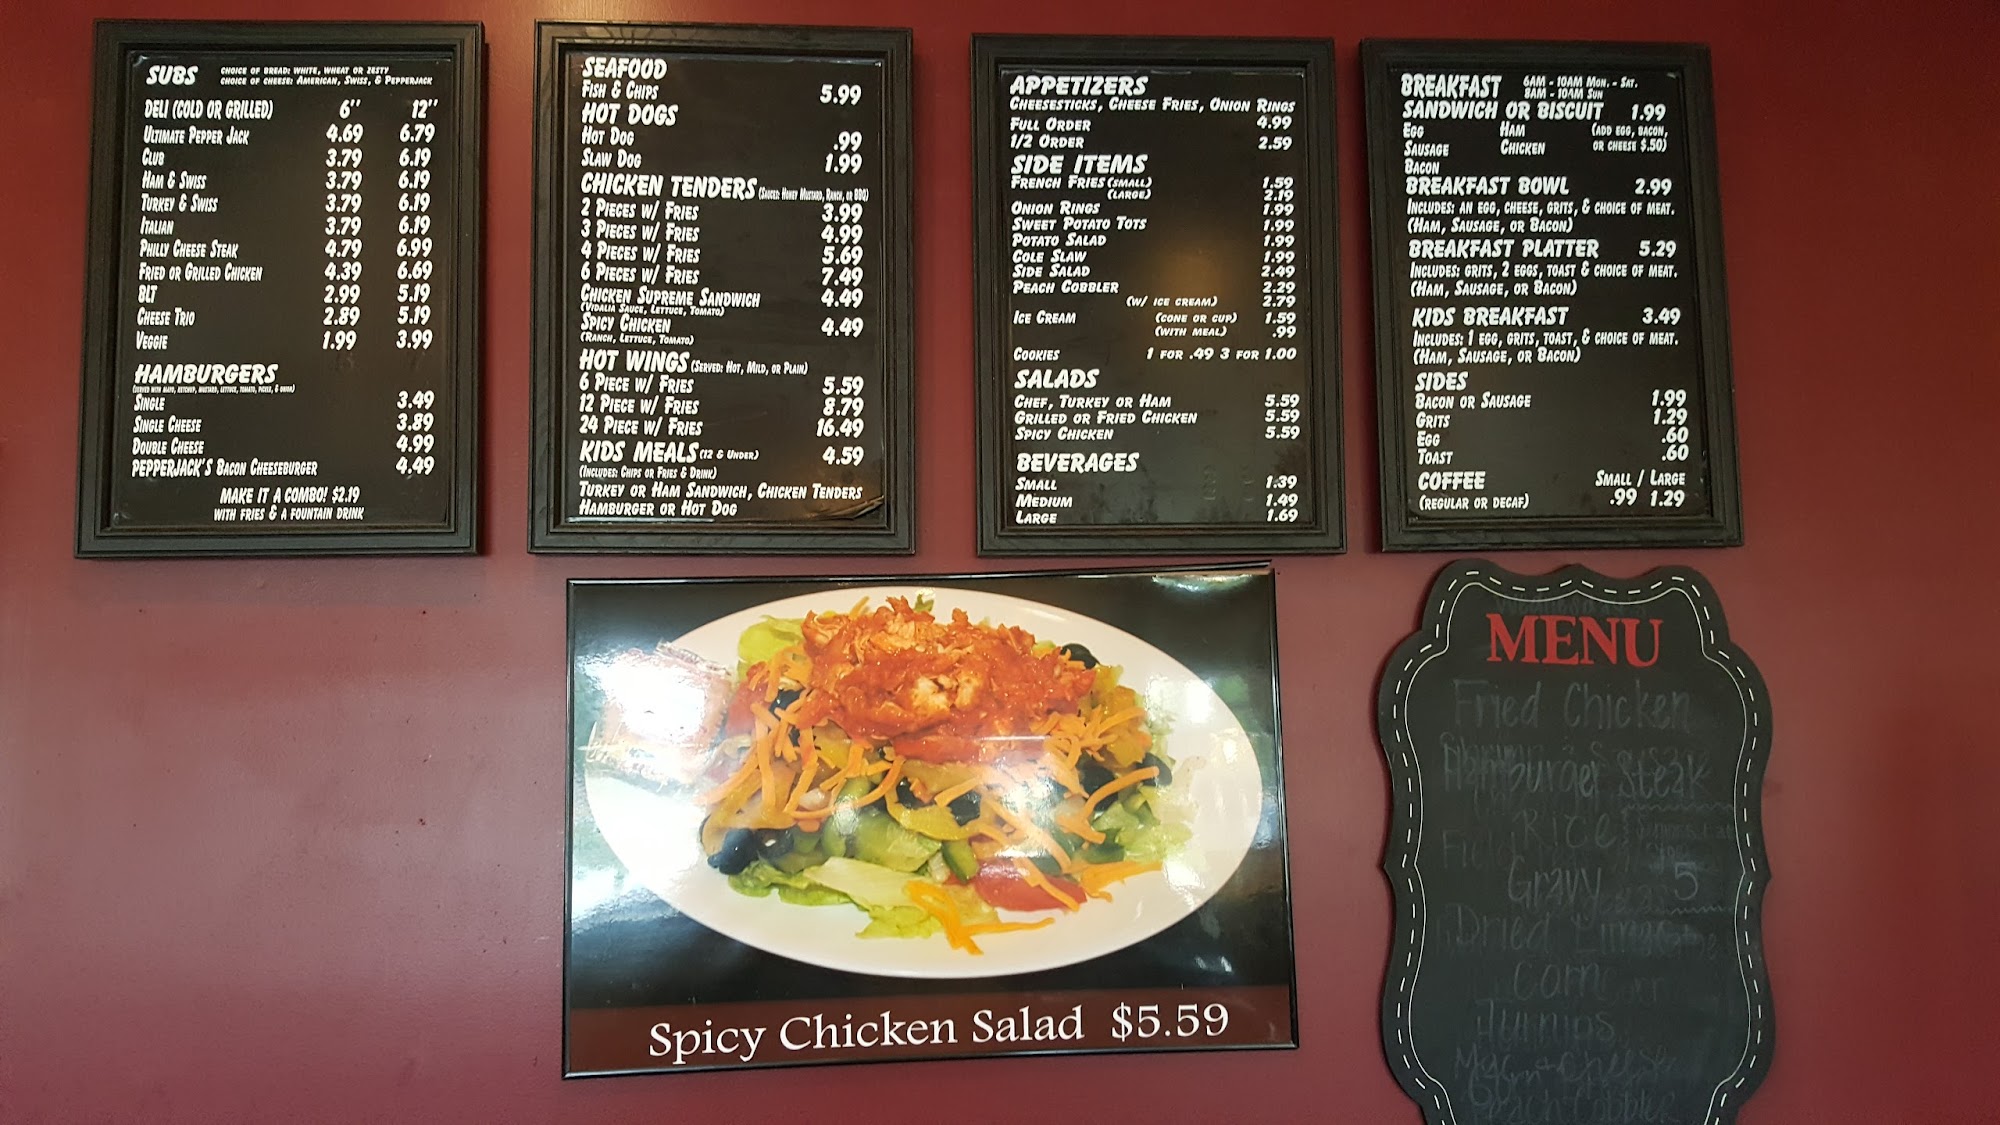 SUBS
CHOICE OF BREAD: WHITE, WHEAT OR ZESTY
CHOICE OF CHEESE: AMERICAN, SWISS, & PEPPERJACK
DELI (COLD OR GRILLED) 6'' 12''
ULTIMATE PEPPER JACK 4.69 6.79
CLUB 3.79 6.19
HAM & SWISS 3.79 6.19
TURKEY & SWISS 3.79 6.19
ITALIAN 3.79 6.19
PHILLY CHEESE STEAK 4.79 6.99
FRIED OR GRILLED CHICKEN 4.39 6.69
BLT 2.99 5.19
CHEESE TRIO 2.89 5.19
VEGGIE 1.99 3.99
HAMBURGERS
(SERVED WITH MAYO, KETCHUP, MUSTARD, LETTUCE, TOMATO, PICKLE, & ONION)
SINGLE 3.49
SINGLE CHEESE 3.89
DOUBLE CHEESE 4.99
PEPPERJACK'S BACON CHEESEBURGER 4.49
MAKE IT A COMBO! $2.19
WITH FRIES & A FOUNTAIN DRINK
SEAFOOD
FISH & CHIPS 5.99
HOT DOGS
HOT DOG .99
SLAW DOG 1.99
CHICKEN TENDERS (SAUCES: HONEY MUSTARD, RANCH, OR BBQ)
2 PIECES W/ FRIES 3.99
3 PIECES W/ FRIES 4.99
4 PIECES W/ FRIES 5.69
6 PIECES W/ FRIES 7.49
CHICKEN SUPREME SANDWICH 4.49
(VIDALIA SAUCE, LETTUCE, TOMATO)
SPICY CHICKEN 4.49
(RANCH, LETTUCE, TOMATO)
HOT WINGS (SERVED: HOT, MILD, OR PLAIN)
6 PIECE W/ FRIES 5.59
12 PIECE W/ FRIES 8.79
24 PIECE W/ FRIES 16.49
KIDS MEALS (12 & UNDER) 4.59
(INCLUDES: CHIPS OR FRIES & DRINK)
TURKEY OR HAM SANDWICH, CHICKEN TENDERS
HAMBURGER OR HOT DOG
APPETIZERS
CHEESESTICKS, CHEESE FRIES, ONION RINGS
FULL ORDER 4.99
1/2 ORDER 2.59
SIDE ITEMS
FRENCH FRIES (SMALL) 1.59
(LARGE) 2.19
ONION RINGS 1.99
SWEET POTATO TOTS 1.99
POTATO SALAD 1.99
COLE SLAW 1.99
SIDE SALAD 2.49
PEACH COBBLER 2.29
(W/ ICE CREAM) 2.79
ICE CREAM (CONE OR CUP) 1.59
(WITH MEAL) .99
COOKIES 1 FOR .49 3 FOR 1.00
SALADS
CHEF, TURKEY OR HAM 5.59
GRILLED OR FRIED CHICKEN 5.59
SPICY CHICKEN 5.59
BEVERAGES
SMALL 1.39
MEDIUM 1.49
LARGE 1.69
BREAKFAST 6AM - 10AM MON. - SAT.
8AM - 10AM SUN
SANDWICH OR BISCUIT 1.99
EGG HAM (ADD EGG, BACON,
SAUSAGE CHICKEN OR CHEESE $.50)
BACON
BREAKFAST BOWL 2.99
INCLUDES: AN EGG, CHEESE, GRITS, & CHOICE OF MEAT.
(HAM, SAUSAGE, OR BACON)
BREAKFAST PLATTER 5.29
INCLUDES: GRITS, 2 EGGS, TOAST & CHOICE OF MEAT.
(HAM, SAUSAGE, OR BACON)
KIDS BREAKFAST 3.49
INCLUDES: 1 EGG, GRITS, TOAST, & CHOICE OF MEAT.
(HAM, SAUSAGE, OR BACON)
SIDES
BACON OR SAUSAGE 1.99
GRITS 1.29
EGG .60
TOAST .60
COFFEE SMALL / LARGE
(REGULAR OR DECAF) .99 1.29
Spicy Chicken Salad $5.59
MENU
Fried Chicken
Hamburger Steak
Rice
Gravy 5
Dried Lima
Corn
Turnips
Mac + Cheese
Peach Cobbler